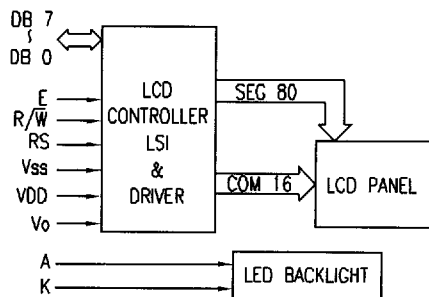 DB 7
~
DB 0
E
R/W̅
RS
Vss
VDD
Vo
LCD
CONTROLLER
LSI
&
DRIVER
SEG 80
COM 16
LCD PANEL
A
K
LED BACKLIGHT